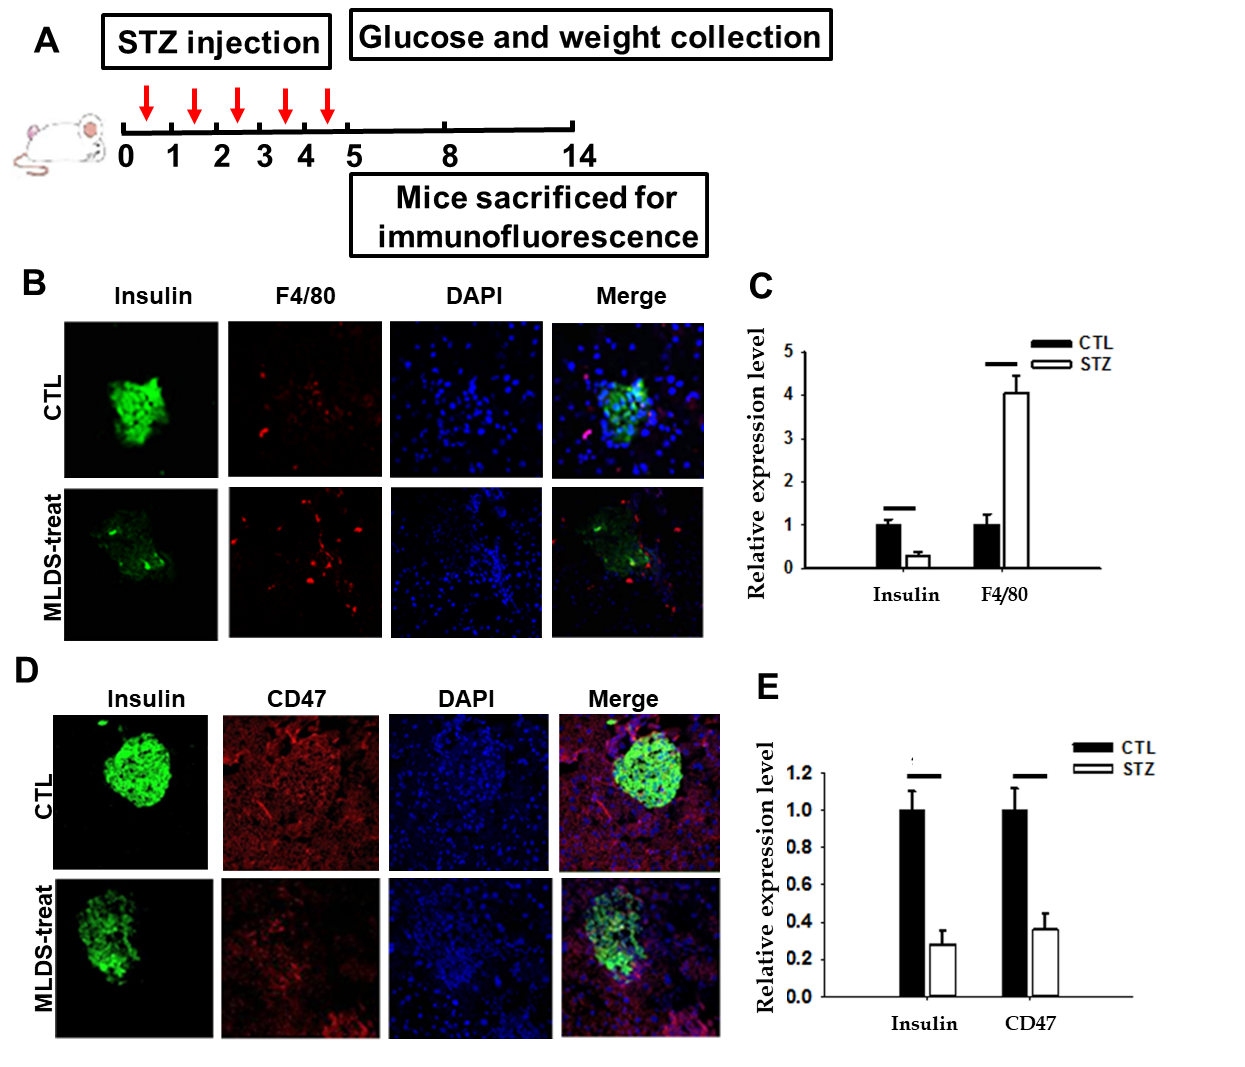 A
STZ injection
Glucose and weight collection
0 1 2 3 4 5 8 14
Mice sacrificed for
immunofluorescence
B
Insulin F4/80 DAPI Merge
CTL
MLDS-treat
C
CTL
STZ
Relative expression level
5
4
3
2
1
0
Insulin F4/80
D
Insulin CD47 DAPI Merge
CTL
MLDS-treat
E
CTL
STZ
Relative expression level
1.2
1.0
0.8
0.6
0.4
0.2
0.0
Insulin CD47